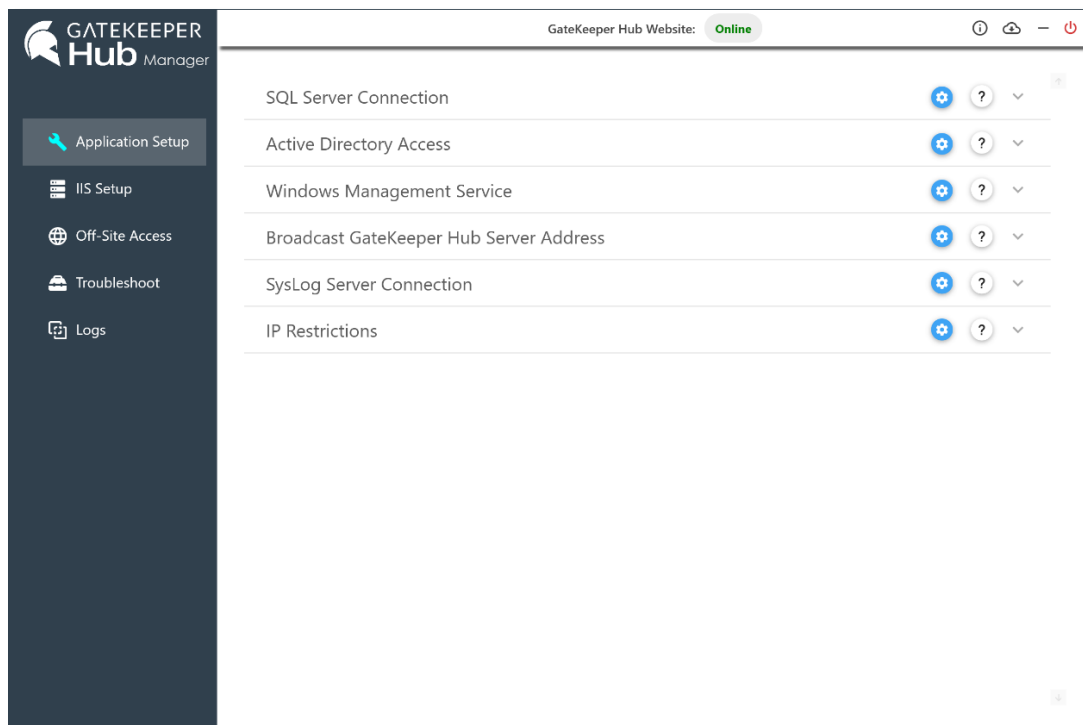 GATEKEEPER
Hub Manager
GateKeeper Hub Website: Online
Application Setup
IIS Setup
Off-Site Access
Troubleshoot
Logs
SQL Server Connection ?
Active Directory Access ?
Windows Management Service ?
Broadcast GateKeeper Hub Server Address ?
SysLog Server Connection ?
IP Restrictions ?